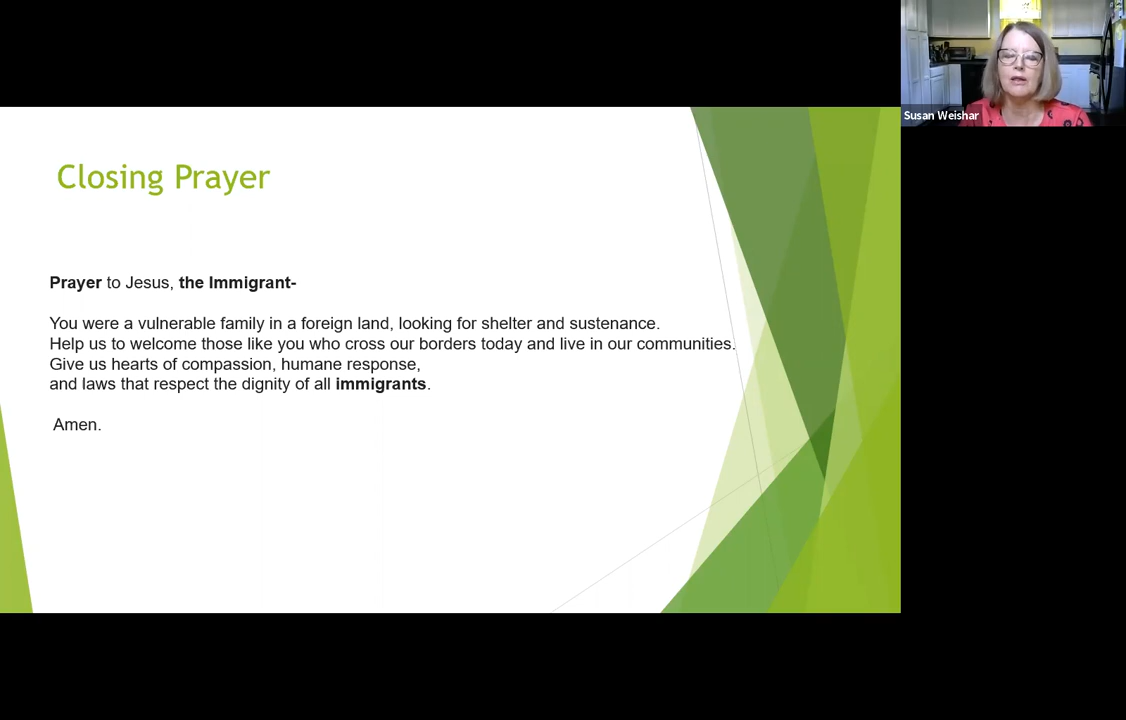 Closing Prayer
Prayer to Jesus, the Immigrant-
You were a vulnerable family in a foreign land, looking for shelter and sustenance.
Help us to welcome those like you who cross our borders today and live in our communities.
Give us hearts of compassion, humane response,
and laws that respect the dignity of all immigrants.
Amen.
Susan Weishar